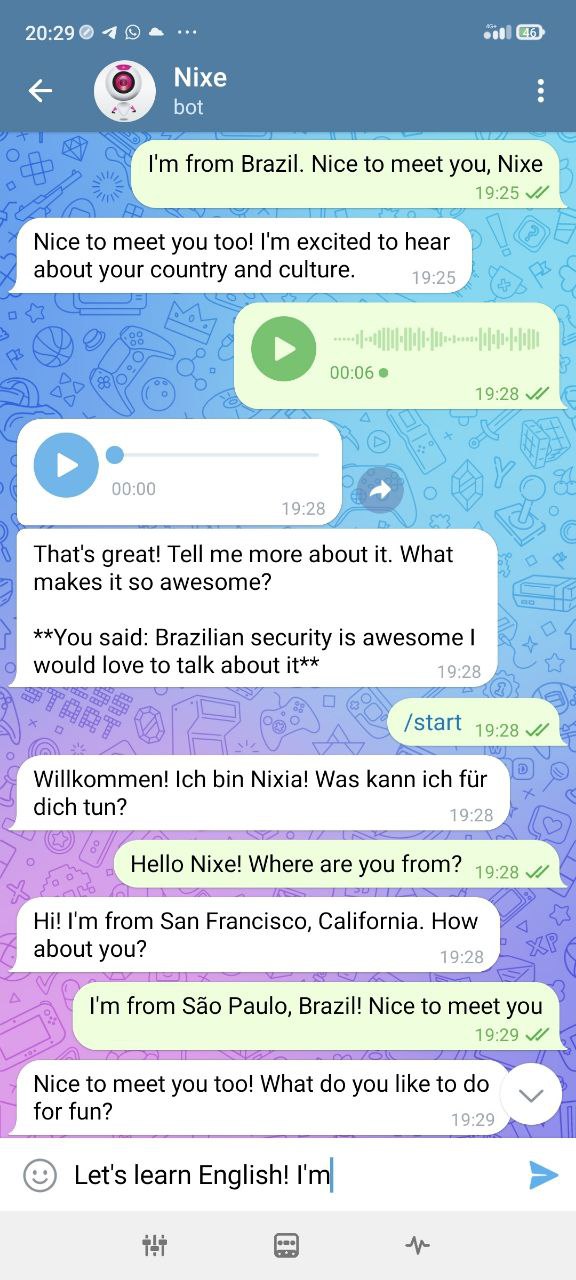 20:29
4G+
46
Nixe
bot
I'm from Brazil. Nice to meet you, Nixe
19:25
Nice to meet you too! I'm excited to hear
about your country and culture.
19:25
00:06
19:28
00:00
19:28
That's great! Tell me more about it. What
makes it so awesome?
**You said: Brazilian security is awesome I
would love to talk about it**
19:28
/start
19:28
Willkommen! Ich bin Nixia! Was kann ich für
dich tun?
19:28
Hello Nixe! Where are you from?
19:28
Hi! I'm from San Francisco, California. How
about you?
19:28
I'm from São Paulo, Brazil! Nice to meet you
19:29
Nice to meet you too! What do you like to do
for fun?
19:29
Let's learn English! I'm